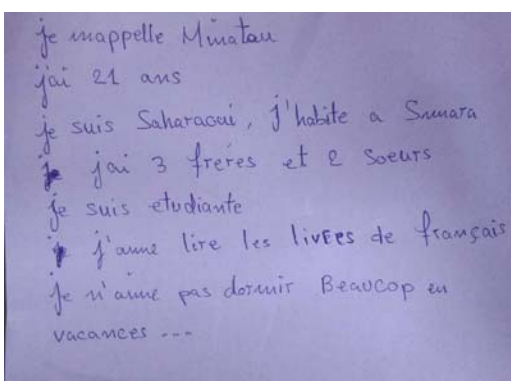 je mappelle Minatou
jai 21 ans
je suis Saharaoui, j'habite a Smara
jai 3 freres et 2 soeurs
je suis etudiante
j'aime lire les livres de français
je n'aime pas dormir Beaucop en
vacances ---